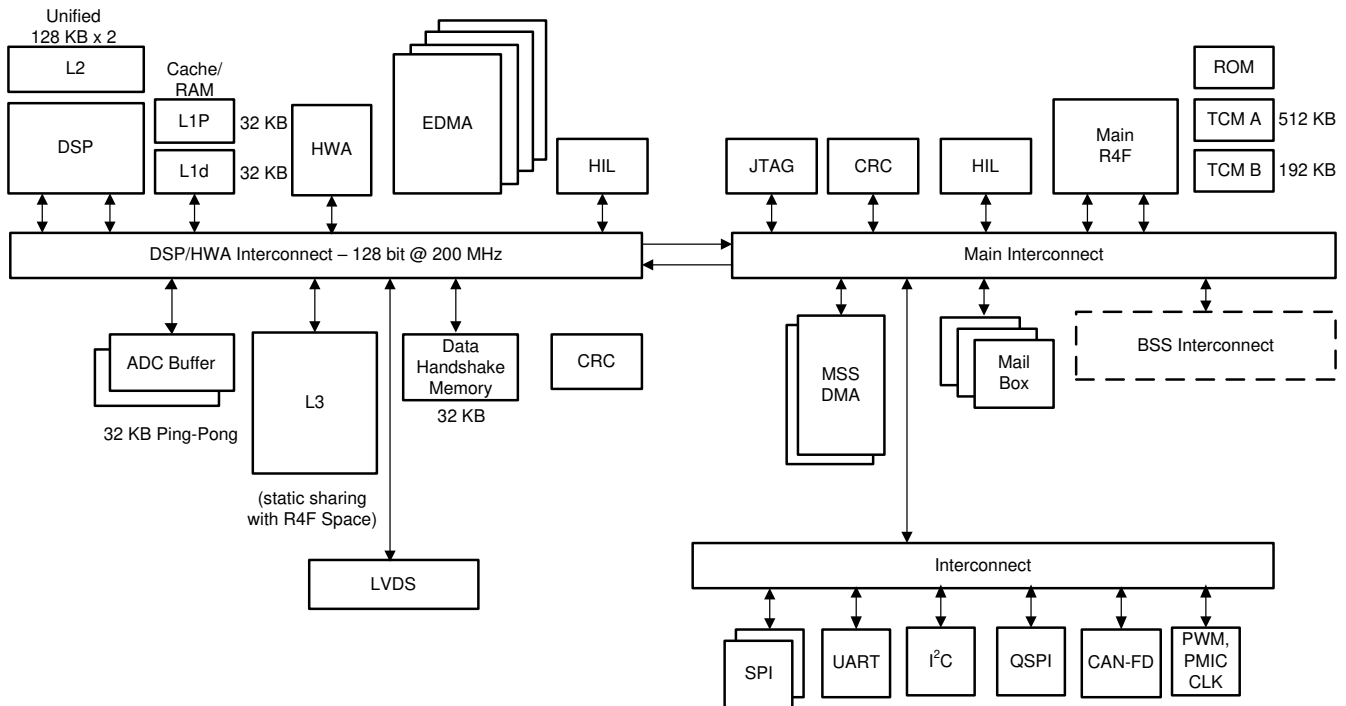 Unified
128 KB x 2
L2
Cache/
RAM
DSP
L1P
32 KB
L1d
32 KB
HWA
EDMA
HIL
JTAG
CRC
HIL
Main
R4F
ROM
TCM A
512 KB
TCM B
192 KB
DSP/HWA Interconnect – 128 bit @ 200 MHz
Main Interconnect
ADC Buffer
32 KB Ping-Pong
L3
(static sharing
with R4F Space)
Data
Handshake
Memory
32 KB
CRC
LVDS
MSS
DMA
Mail
Box
BSS Interconnect
Interconnect
SPI
UART
I²C
QSPI
CAN-FD
PWM,
PMIC
CLK